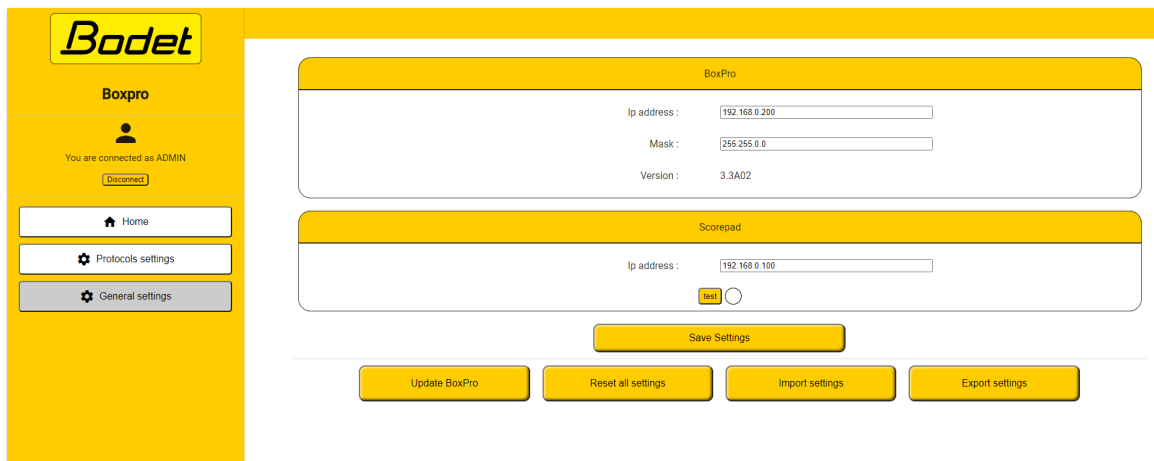 Bodet
Boxpro
You are connected as ADMIN
Disconnect
Home
Protocols settings
General settings
BoxPro
Ip address : 192.168.0.200
Mask : 255.255.0.0
Version : 3.3A02
Scorepad
Ip address : 192.168.0.100
test
Save Settings
Update BoxPro Reset all settings Import settings Export settings